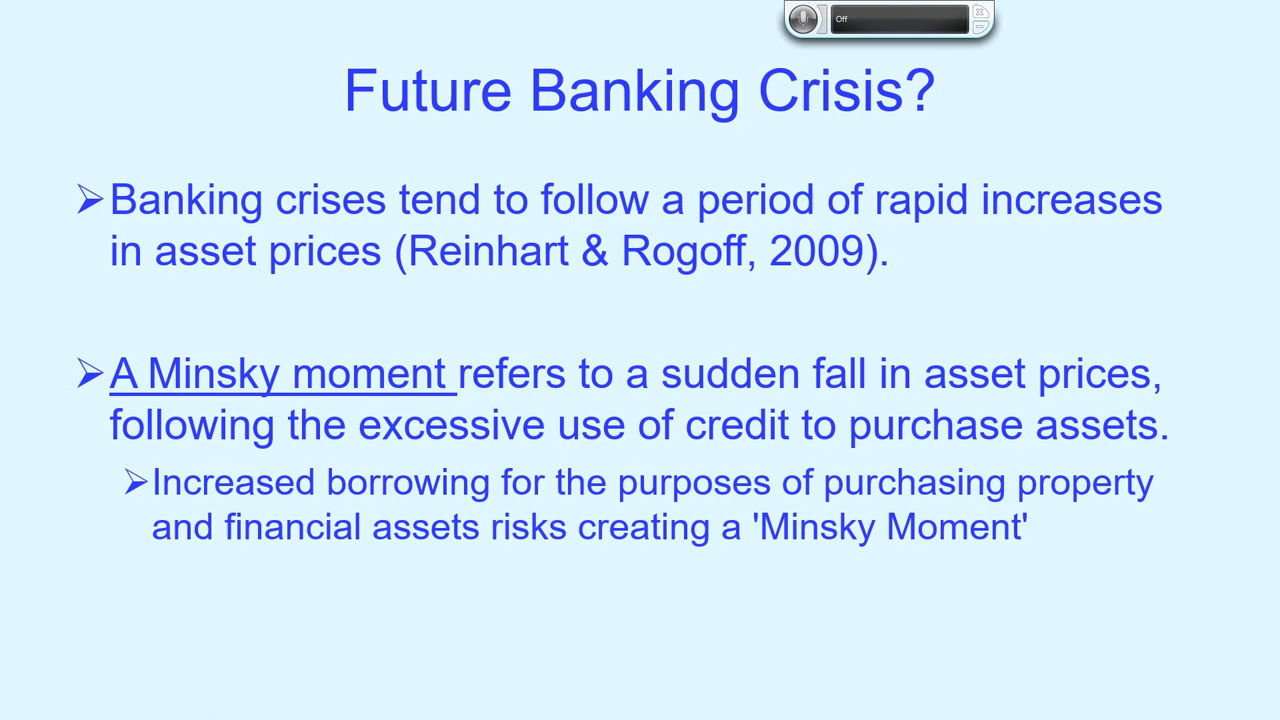 Off
Future Banking Crisis?
➢Banking crises tend to follow a period of rapid increases
in asset prices (Reinhart & Rogoff, 2009).
➢A Minsky moment refers to a sudden fall in asset prices,
following the excessive use of credit to purchase assets.
➢Increased borrowing for the purposes of purchasing property
and financial assets risks creating a 'Minsky Moment'